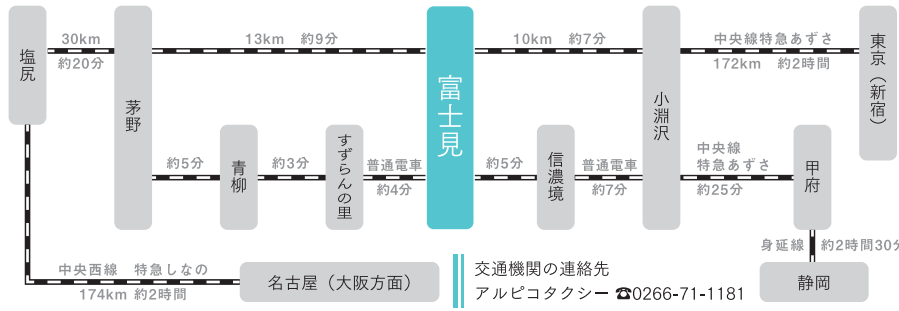 塩尻
30km
約20分
茅野
13km 約9分
富士見
10km 約7分
小淵沢
中央線特急あずさ
172km 約2時間
東京（新宿）
約5分
青柳
約3分
すずらんの里
普通電車
約4分
約5分
信濃境
普通電車
約7分
中央線
特急あずさ
約25分
甲府
身延線 約2時間30分
静岡
中央西線 特急しなの
174km 約2時間
名古屋（大阪方面）
交通機関の連絡先
アルピコタクシー ☎0266-71-1181